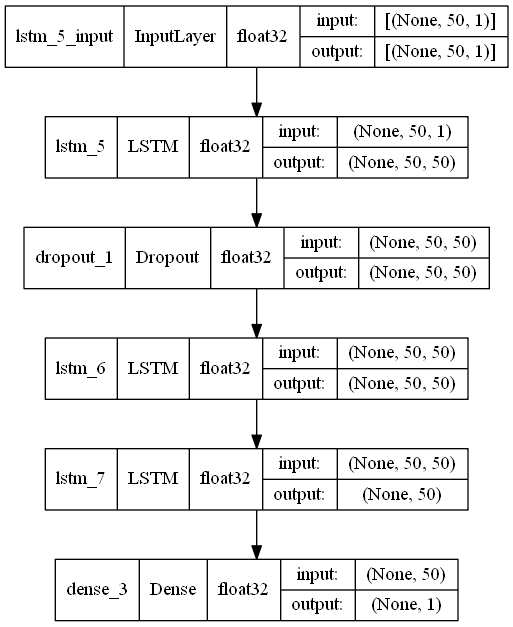 lstm_5_input InputLayer float32 input: [(None, 50, 1)]
output: [(None, 50, 1)]
lstm_5 LSTM float32 input: (None, 50, 1)
output: (None, 50, 50)
dropout_1 Dropout float32 input: (None, 50, 50)
output: (None, 50, 50)
lstm_6 LSTM float32 input: (None, 50, 50)
output: (None, 50, 50)
lstm_7 LSTM float32 input: (None, 50, 50)
output: (None, 50)
dense_3 Dense float32 input: (None, 50)
output: (None, 1)